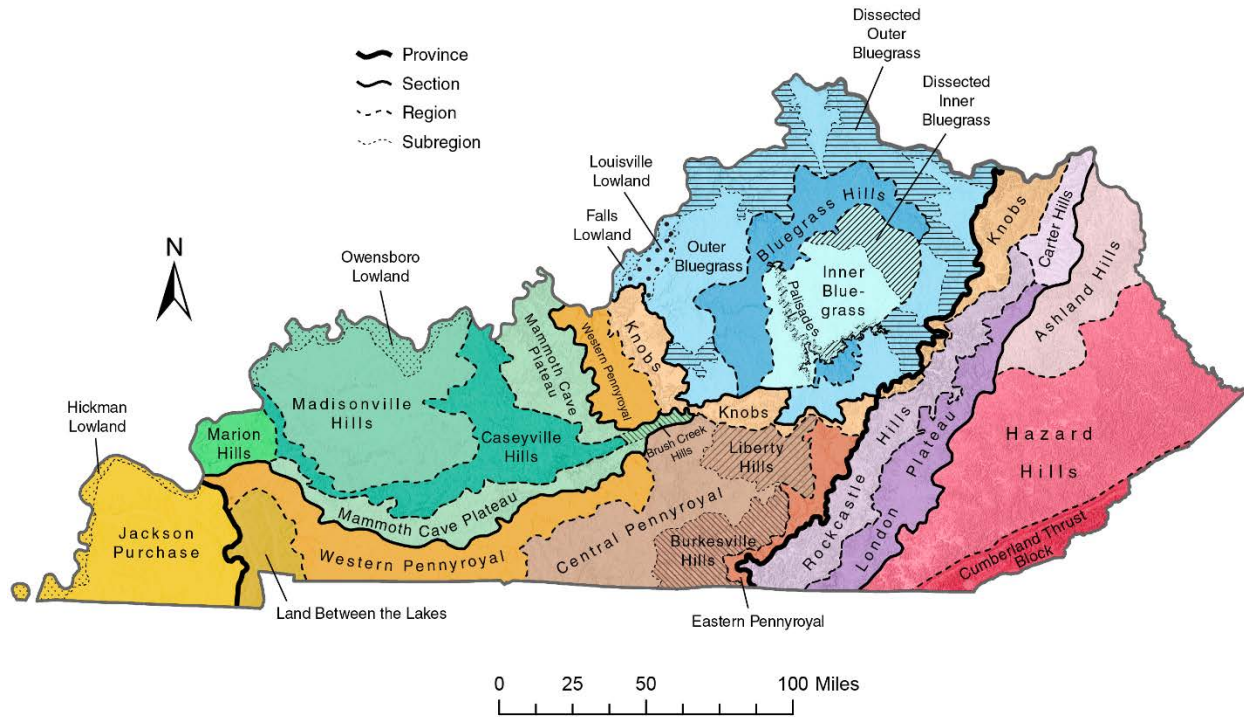 Province
Section
Region
Subregion
N
Dissected
Outer
Bluegrass
Dissected
Inner
Bluegrass
Louisville
Lowland
Falls
Lowland
Owensboro
Lowland
Hickman
Lowland
Outer
Bluegrass
Bluegrass Hills
Inner
Blue-
grass
Palisades
Knobs
Carter Hills
Ashland Hills
Mammoth Cave
Plateau
Western Pennyroyal
Knobs
Knobs
Madisonville
Hills
Marion
Hills
Caseyville
Hills
Brush Creek
Hills
Liberty
Hills
Mammoth Cave Plateau
Jackson
Purchase
Western Pennyroyal
Central Pennyroyal
Burkesville
Hills
Rockcastle Hills
London Plateau
Hazard
Hills
Cumberland Thrust
Block
Land Between the Lakes
Eastern Pennyroyal
0 25 50 100 Miles